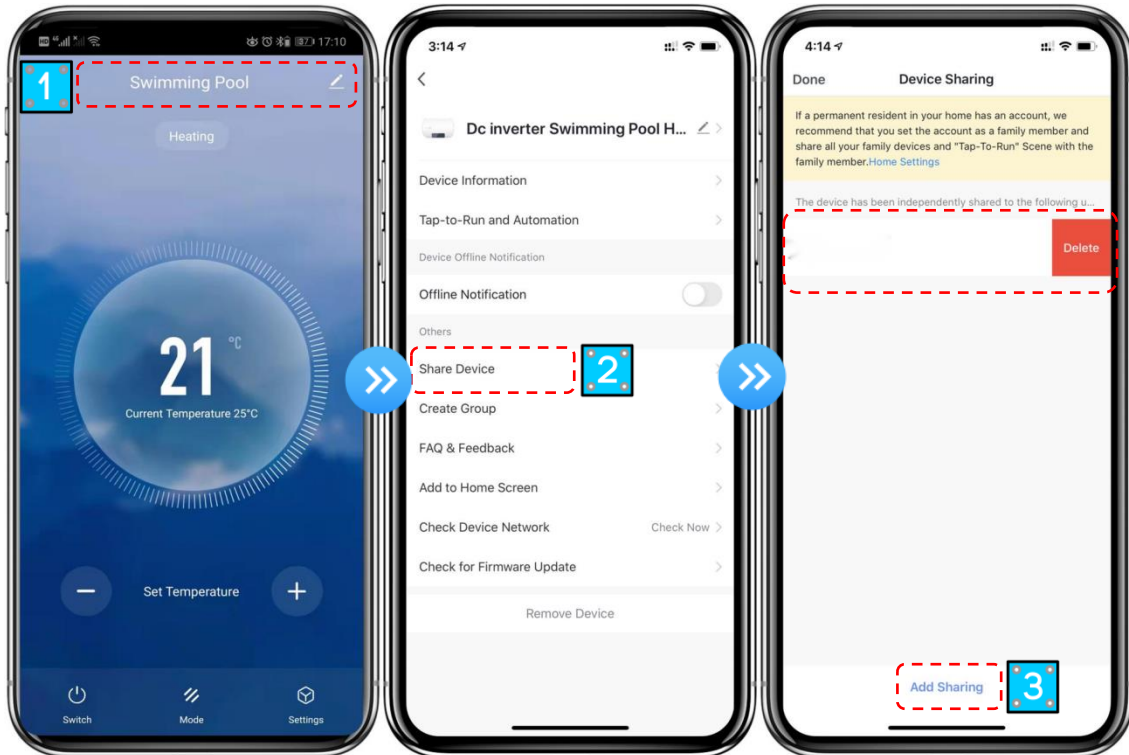 17:10
1
Swimming Pool
Heating
21 °C
Current Temperature 25°C
Set Temperature
Switch
Mode
Settings
3:14
Dc inverter Swimming Pool H...
Device Information
Tap-to-Run and Automation
Device Offline Notification
Offline Notification
Others
Share Device
2
Create Group
FAQ & Feedback
Add to Home Screen
Check Device Network Check Now
Check for Firmware Update
Remove Device
4:14
Done Device Sharing
If a permanent resident in your home has an account, we
recommend that you set the account as a family member and
share all your family devices and "Tap-To-Run" Scene with the
family member.Home Settings
The device has been independently shared to the following u...
Delete
Add Sharing
3